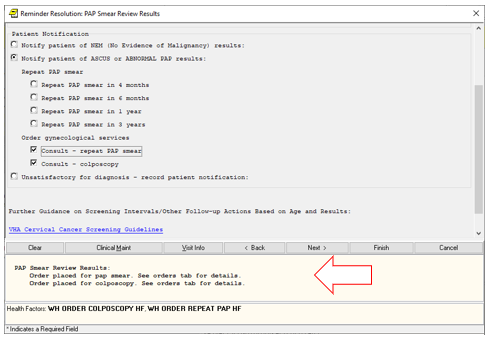 Reminder Resolution: PAP Smear Review Results
Patient Notification
Notify patient of NEM (No Evidence of Malignancy) results:
Notify patient of ASCUS or ABNORMAL PAP results:
Repeat PAP smear
Repeat PAP smear in 4 months
Repeat PAP smear in 6 months
Repeat PAP smear in 1 year
Repeat PAP smear in 3 years
Order gynecological services
Consult - repeat PAP smear
Consult - colposcopy
Unsatisfactory for diagnosis - record patient notification:
Further Guidance on Screening Intervals/Other Follow-up Actions Based on Age and Results:
VHA Cervical Cancer Screening Guidelines
Clear Clinical Maint Visit Info < Back Next > Finish Cancel
PAP Smear Review Results:
Order placed for pap smear. See orders tab for details.
Order placed for colposcopy. See orders tab for details.
Health Factors: WH ORDER COLPOSCOPY HF, WH ORDER REPEAT PAP HF
* Indicates a Required Field